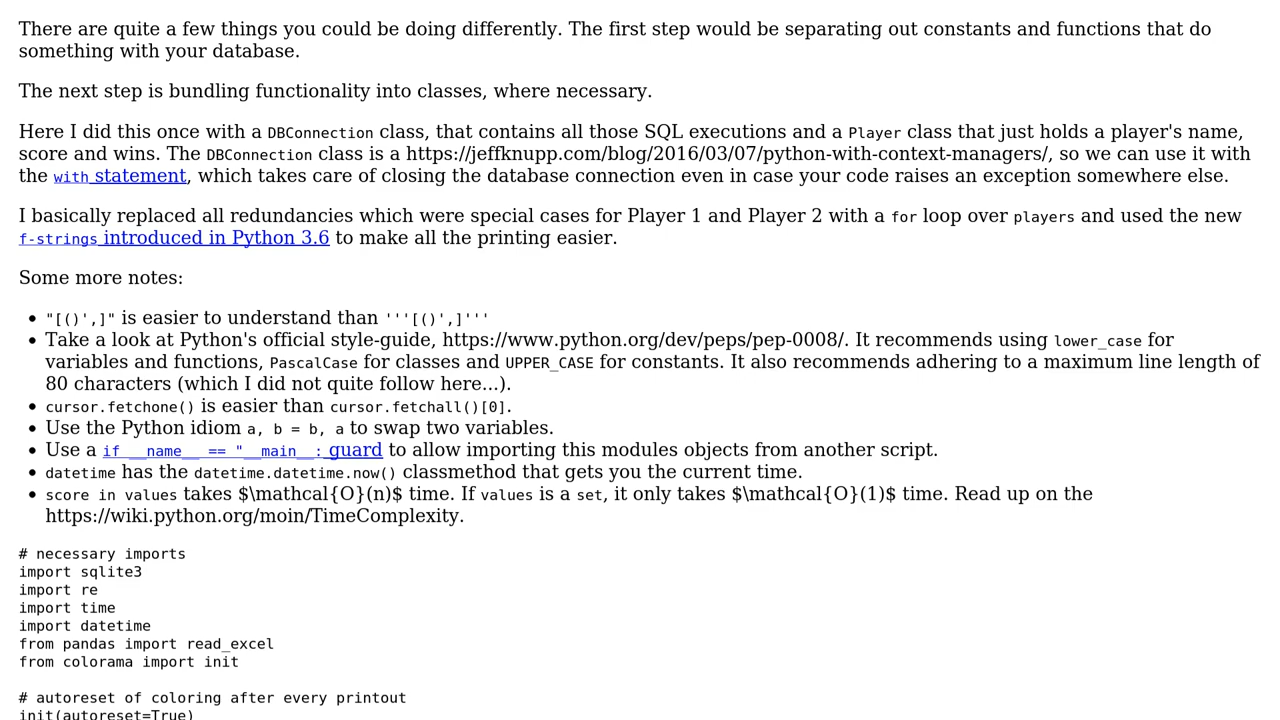 There are quite a few things you could be doing differently. The first step would be separating out constants and functions that do
something with your database.
The next step is bundling functionality into classes, where necessary.
Here I did this once with a DBConnection class, that contains all those SQL executions and a Player class that just holds a player's name,
score and wins. The DBConnection class is a https://jeffknupp.com/blog/2016/03/07/python-with-context-managers/, so we can use it with
the with statement, which takes care of closing the database connection even in case your code raises an exception somewhere else.
I basically replaced all redundancies which were special cases for Player 1 and Player 2 with a for loop over players and used the new
f-strings introduced in Python 3.6 to make all the printing easier.
Some more notes:
• "[()',]" is easier to understand than '''[()',]'''
• Take a look at Python's official style-guide, https://www.python.org/dev/peps/pep-0008/. It recommends using lower_case for
variables and functions, PascalCase for classes and UPPER_CASE for constants. It also recommends adhering to a maximum line length of
80 characters (which I did not quite follow here...).
• cursor.fetchone() is easier than cursor.fetchall()[0].
• Use the Python idiom a, b = b, a to swap two variables.
• Use a if __name__ == "__main__: guard to allow importing this modules objects from another script.
• datetime has the datetime.datetime.now() classmethod that gets you the current time.
• score in values takes $\mathcal{O}(n)$ time. If values is a set, it only takes $\mathcal{O}(1)$ time. Read up on the
https://wiki.python.org/moin/TimeComplexity.
# necessary imports
import sqlite3
import re
import time
import datetime
from pandas import read_excel
from colorama import init
# autoreset of coloring after every printout
init(autoreset=True)